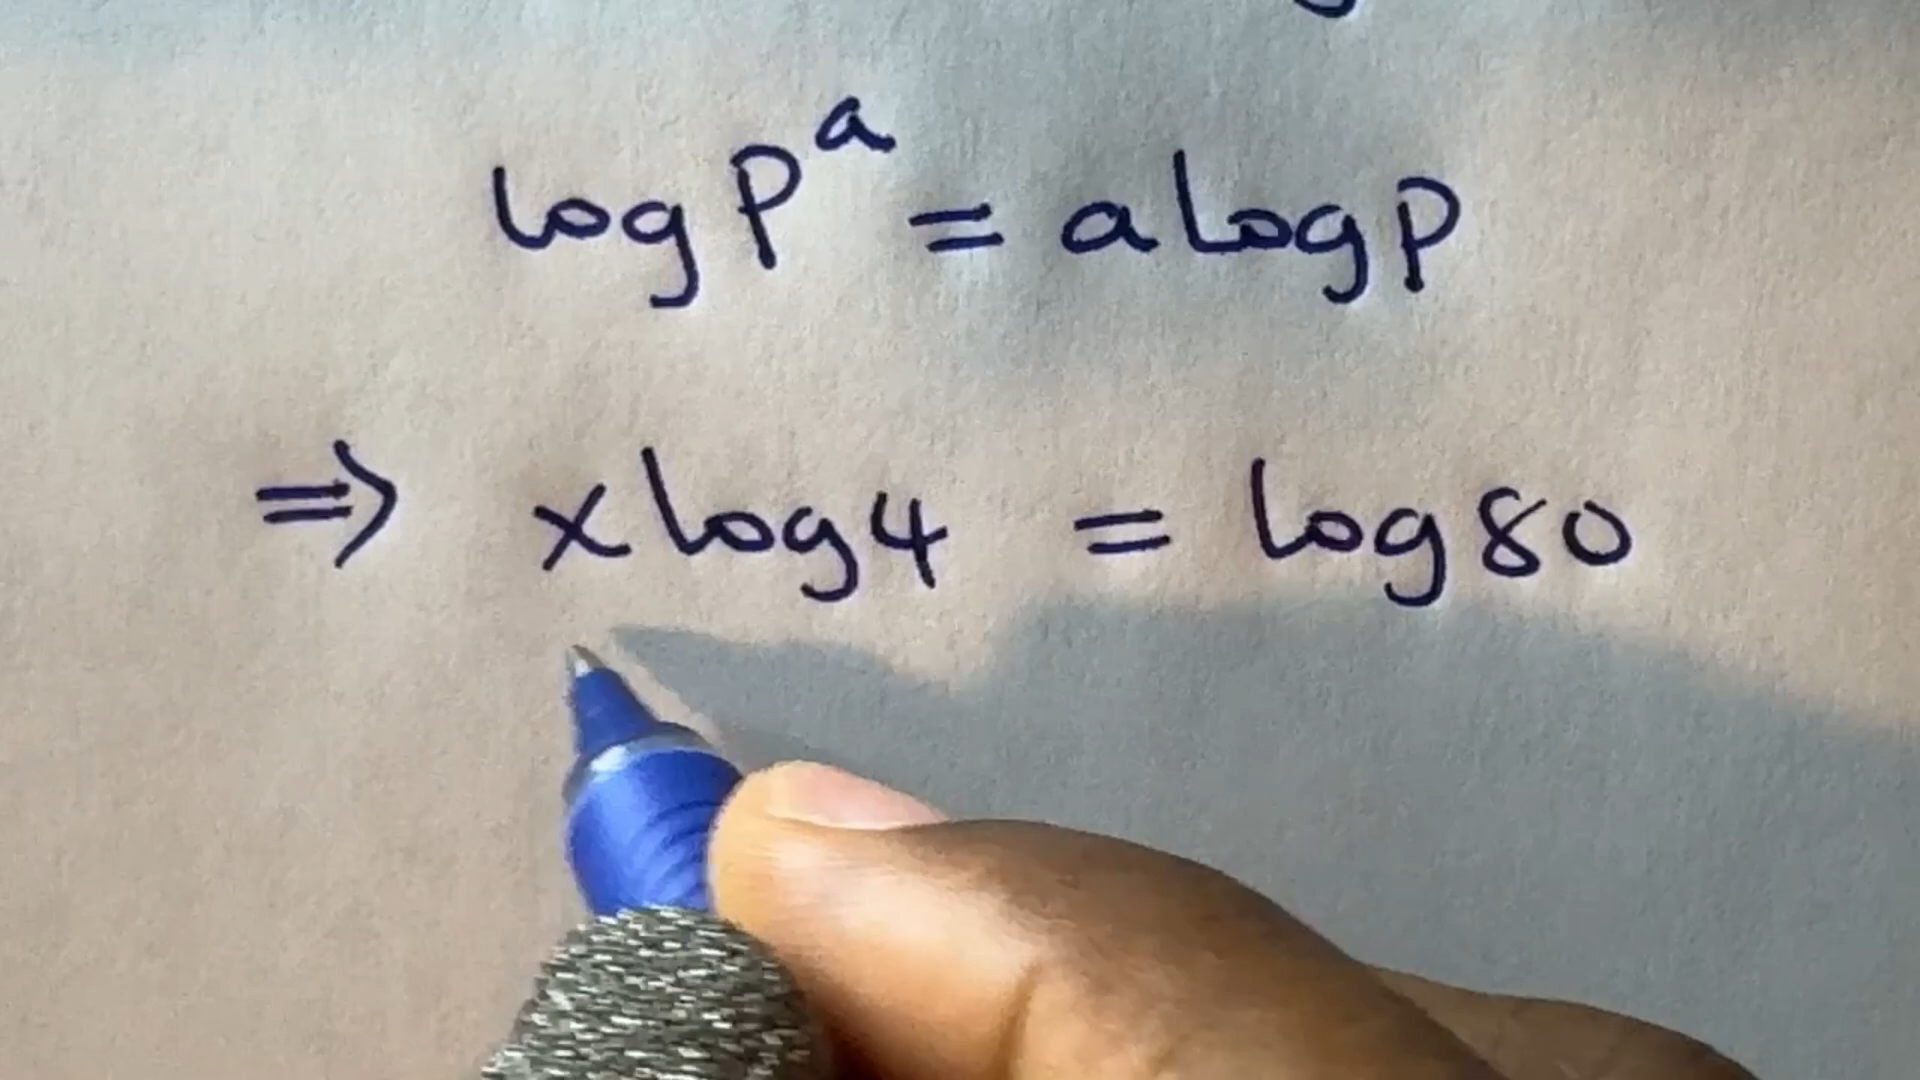 log P^a = a log p
⇒ x log 4 = log 80